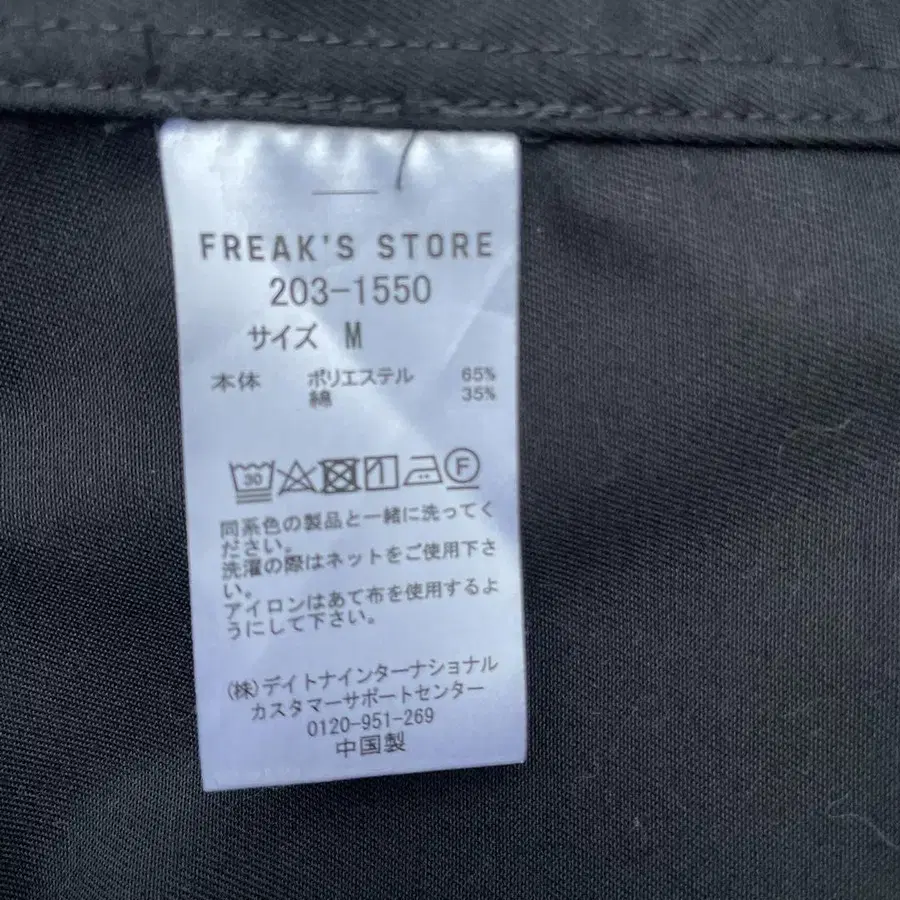 FREAK'S STORE
203-1550
サイズ M
本体 ポリエステル 65%
綿 35%
30 F
同系色の製品と一緒に洗ってく
ださい。
洗濯の際はネットをご使用下さ
い。
アイロンはあて布を使用するよ
うにして下さい。
(株)デイトナインターナショナル
カスタマーサポートセンター
0120-951-269
中国製